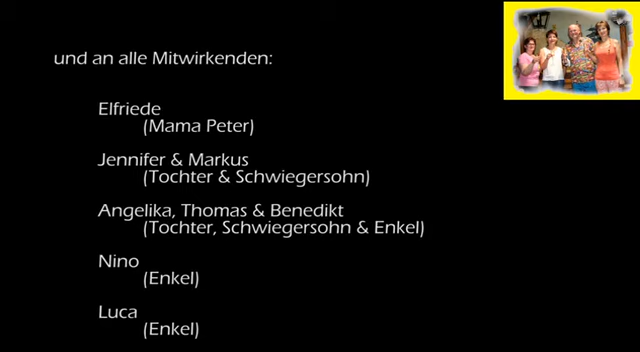 und an alle Mitwirkenden:
Elfriede
(Mama Peter)
Jennifer & Markus
(Tochter & Schwiegersohn)
Angelika, Thomas & Benedikt
(Tochter, Schwiegersohn & Enkel)
Nino
(Enkel)
Luca
(Enkel)